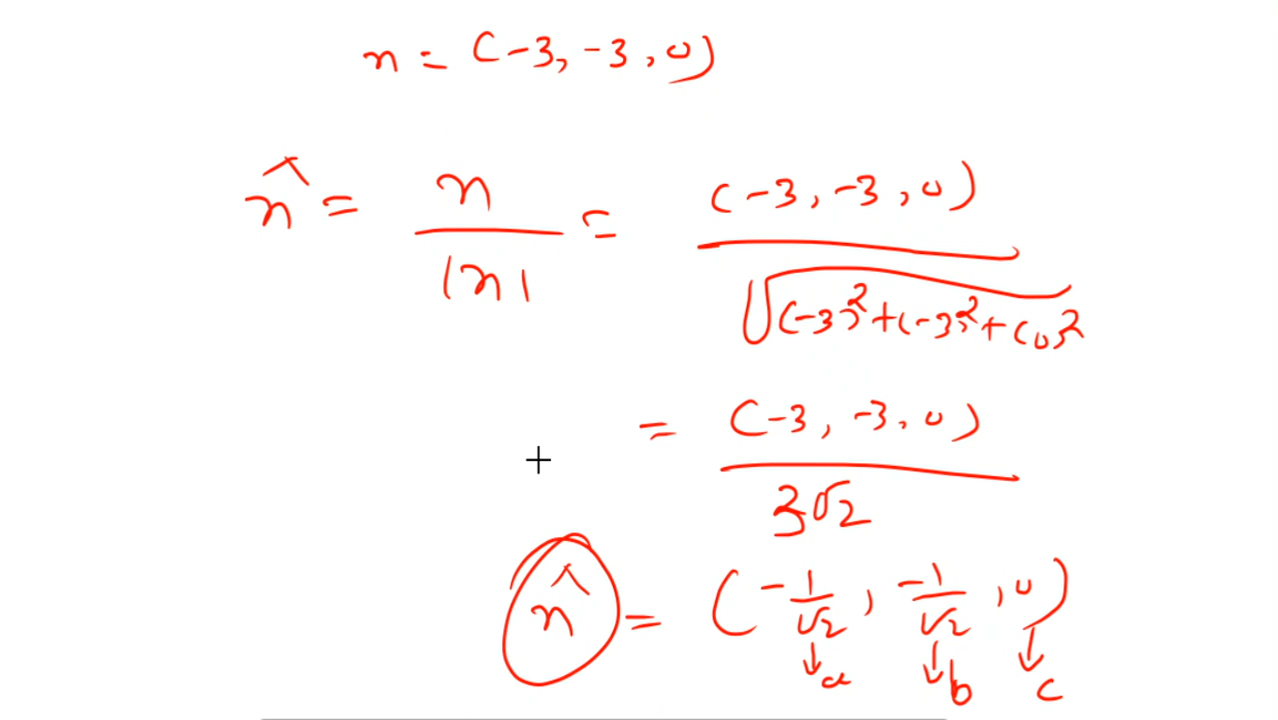 n = (-3, -3, 0)
n̂ = n / |n| = (-3, -3, 0) / √(-3)² + (-3)² + (0)²
= (-3, -3, 0) / 3√2
n̂ = (-1/√2, -1/√2, 0)
↓a ↓b ↓c